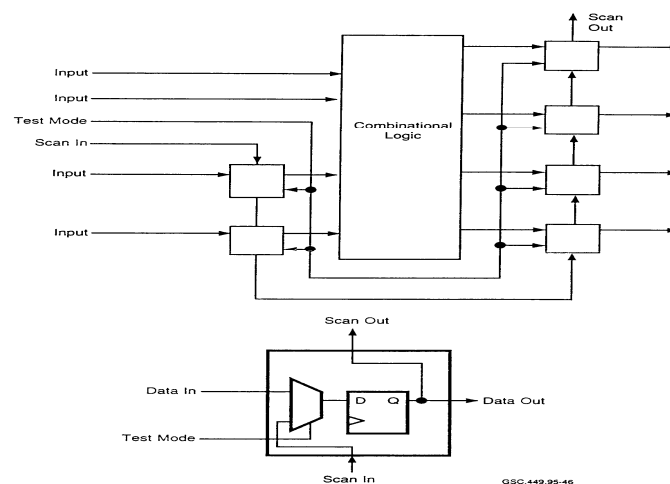 Scan
Out
Input
Input
Test Mode
Scan In
Input
Input
Combinational
Logic
Scan Out
Data In
D Q
Data Out
Test Mode
Scan In
GSC.449.95-46